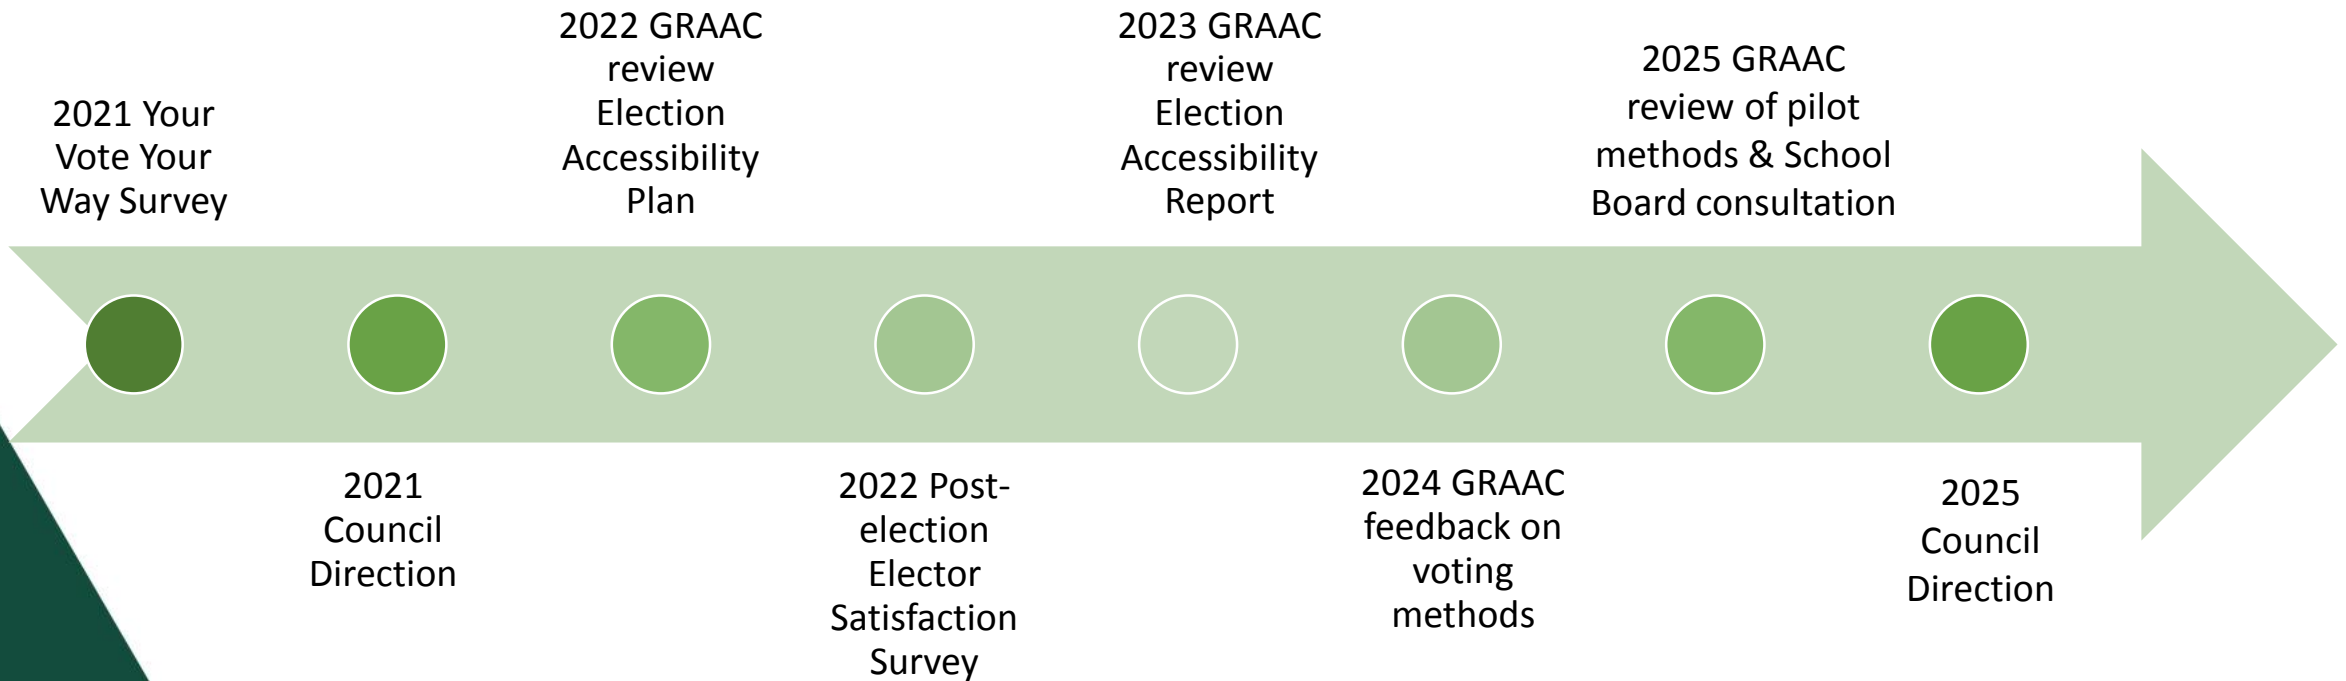 2021 Your
Vote Your
Way Survey
2021
Council
Direction
2022 GRAAC
review
Election
Accessibility
Plan
2022 Post-
election
Elector
Satisfaction
Survey
2023 GRAAC
review
Election
Accessibility
Report
2024 GRAAC
feedback on
voting
methods
2025 GRAAC
review of pilot
methods & School
Board consultation
2025
Council
Direction